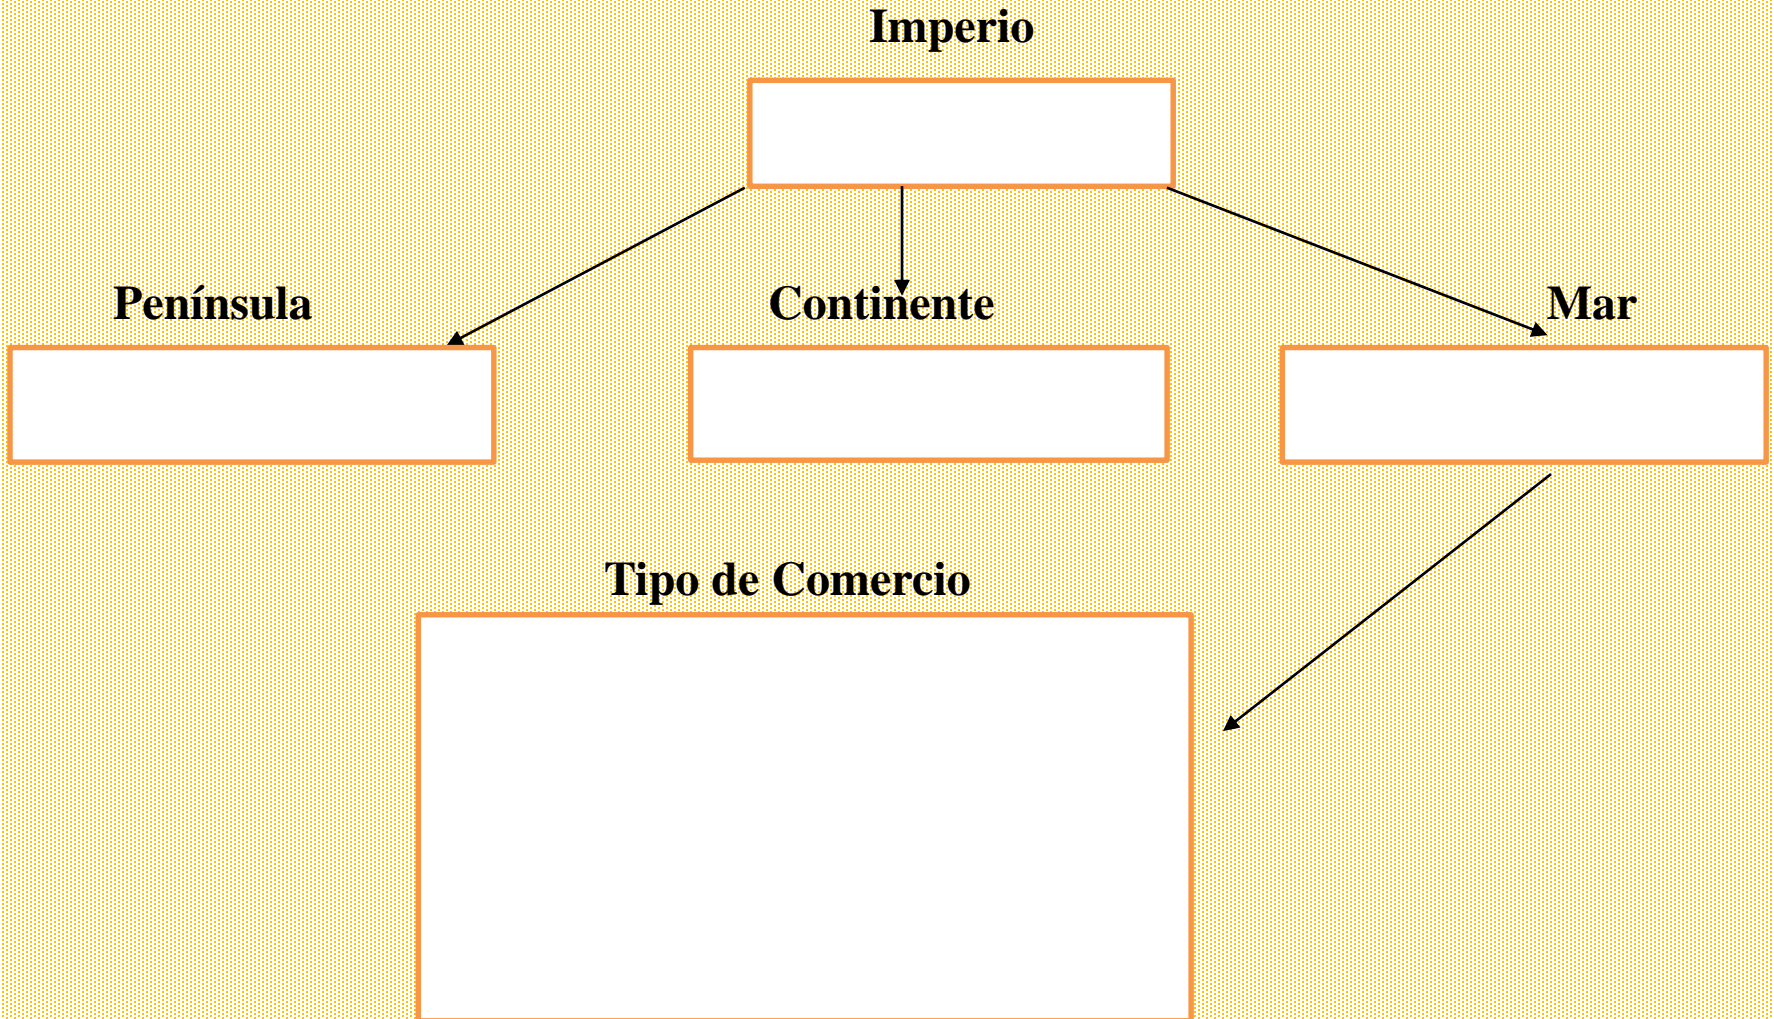 Imperio
Península
Continente
Mar
Tipo de Comercio